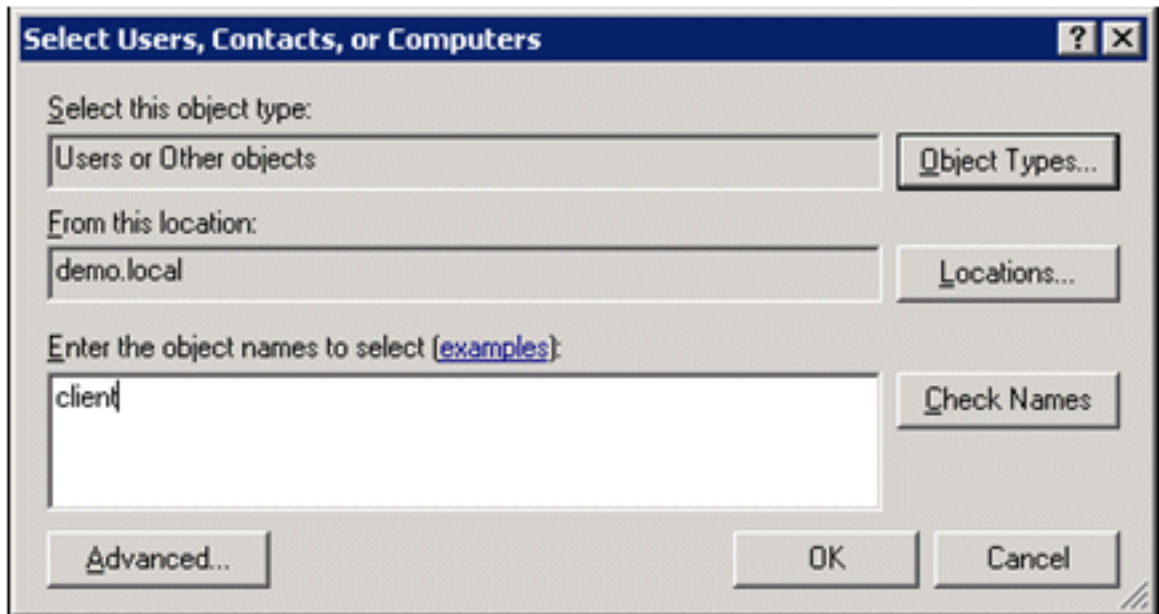 Select Users, Contacts, or Computers
Select this object type:
Users or Other objects
Object Types...
From this location:
demo.local
Locations...
Enter the object names to select (examples):
client
Check Names
Advanced...
OK
Cancel